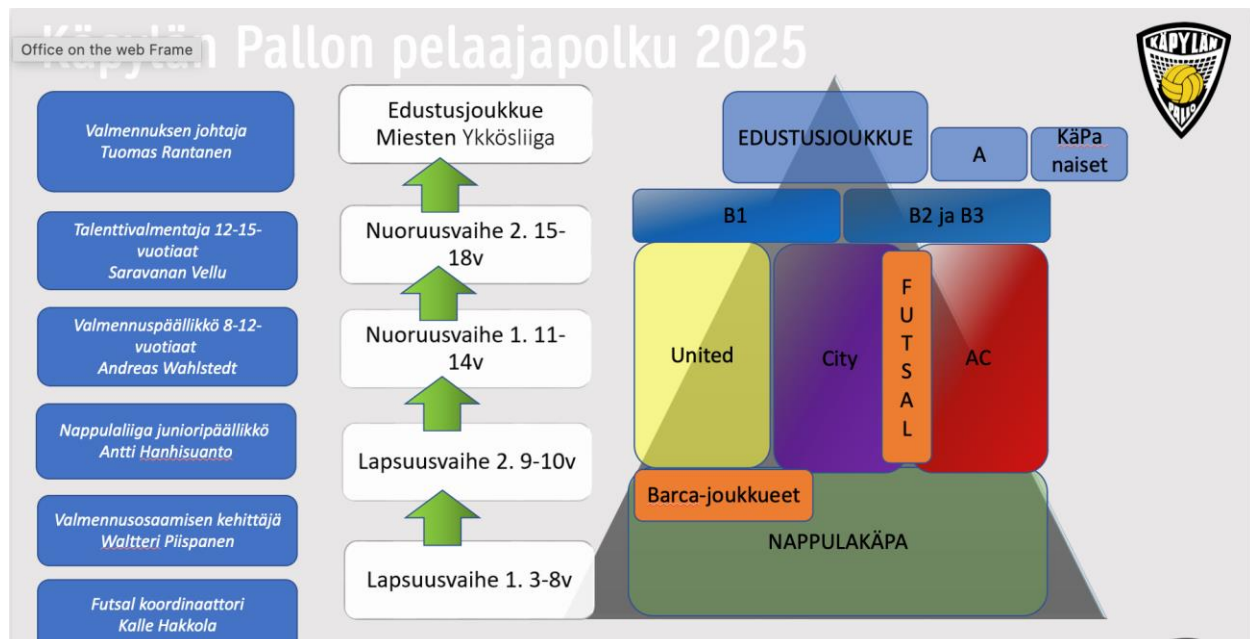 Käpylän Pallon pelaajapolku 2025
Office on the web Frame
KÄPYLÄN
PALLO
Valmennuksen johtaja
Tuomas Rantanen
Talenttivalmentaja 12-15-
vuotiaat
Saravanan Vellu
Valmennuspäällikkö 8-12-
vuotiaat
Andreas Wahlstedt
Nappulaliiga junioripäällikkö
Antti Hanhisuanto
Valmennusosaamisen kehittäjä
Waltteri Piispanen
Futsal koordinaattori
Kalle Hakkola
Edustusjoukkue
Miesten Ykkösliiga
Nuoruusvaihe 2. 15-
18v
Nuoruusvaihe 1. 11-
14v
Lapsuusvaihe 2. 9-10v
Lapsuusvaihe 1. 3-8v
EDUSTUSJOUKKUE
A
KäPa
naiset
B1
B2 ja B3
United
City
FUTSAL
AC
Barca-joukkueet
NAPPULAKÄPA